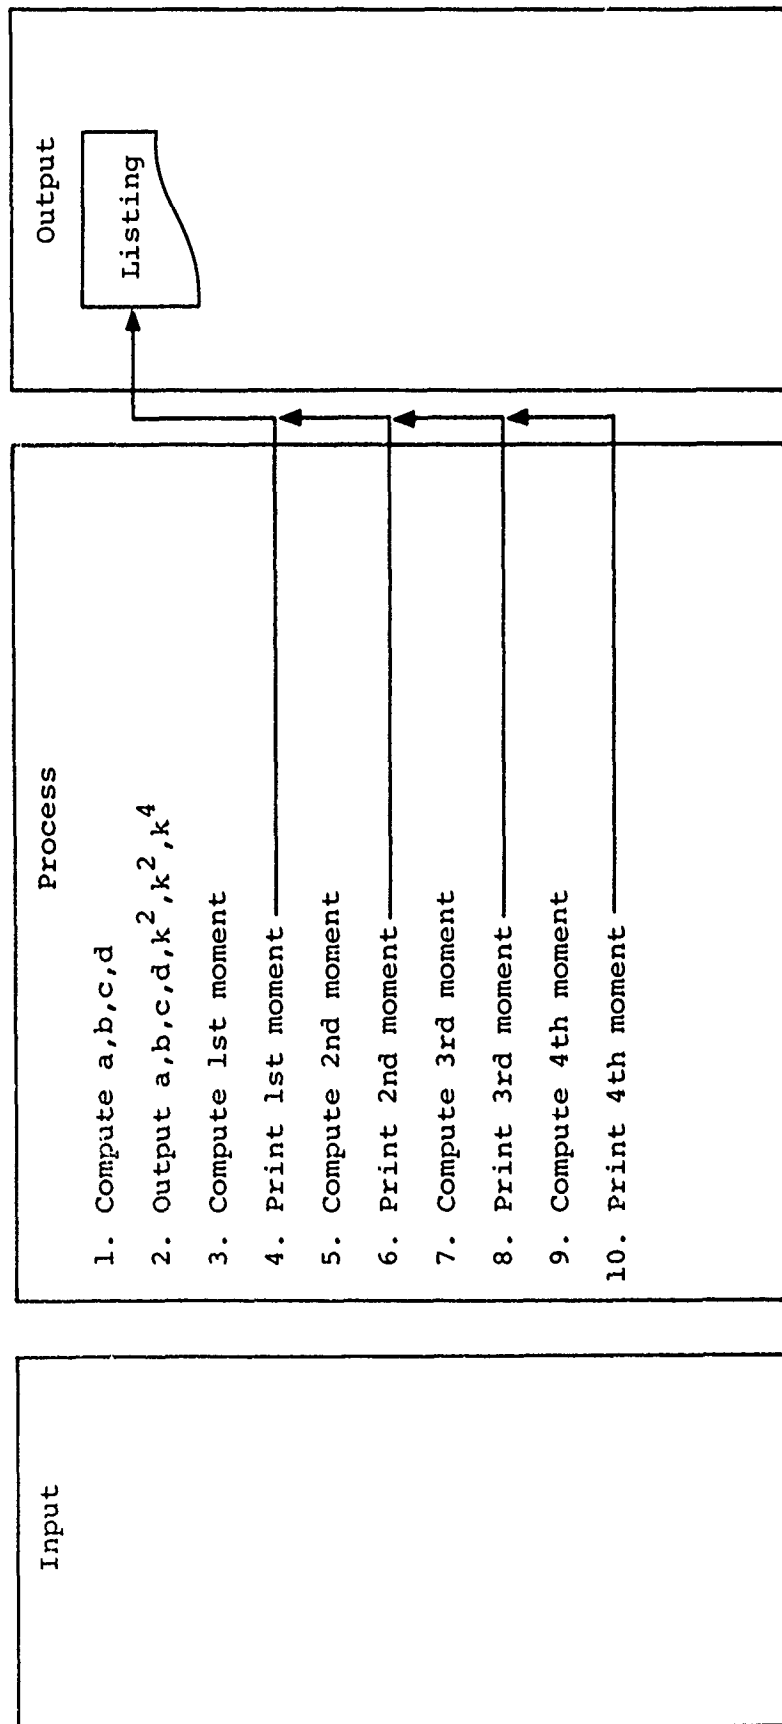 Input
Process
1. Compute a,b,c,d
2. Output a,b,c,d,k²,k²,k⁴
3. Compute 1st moment
4. Print 1st moment
5. Compute 2nd moment
6. Print 2nd moment
7. Compute 3rd moment
8. Print 3rd moment
9. Compute 4th moment
10. Print 4th moment
Output
Listing